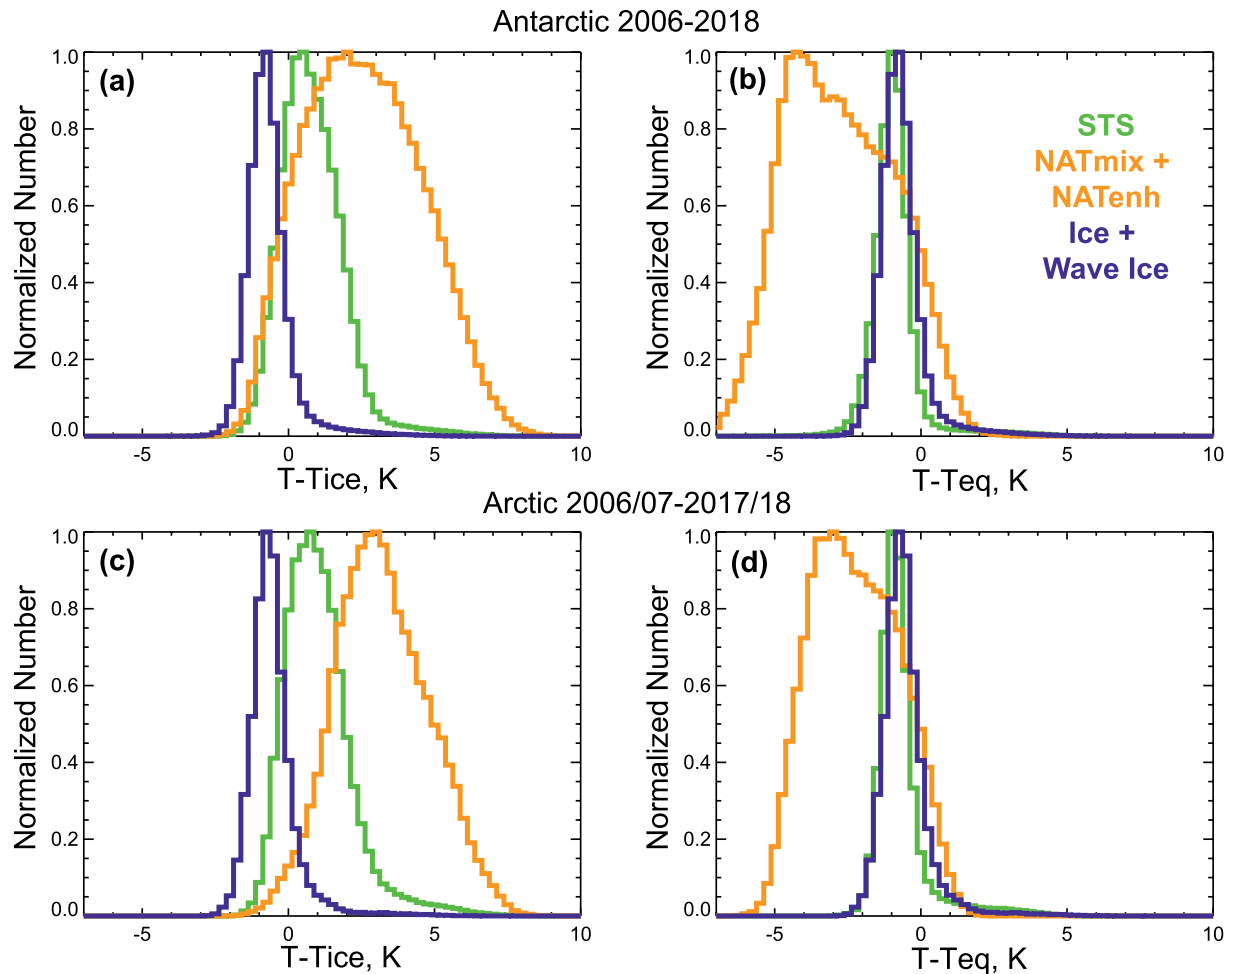 Antarctic 2006-2018
(a)
Normalized Number
1.0
0.8
0.6
0.4
0.2
0.0
-5 0 5 10
T-Tice, K
(b)
Normalized Number
1.0
0.8
0.6
0.4
0.2
0.0
-5 0 5 10
T-Teq, K
STS
NATmix +
NATenh
Ice +
Wave Ice
Arctic 2006/07-2017/18
(c)
Normalized Number
1.0
0.8
0.6
0.4
0.2
0.0
-5 0 5 10
T-Tice, K
(d)
Normalized Number
1.0
0.8
0.6
0.4
0.2
0.0
-5 0 5 10
T-Teq, K